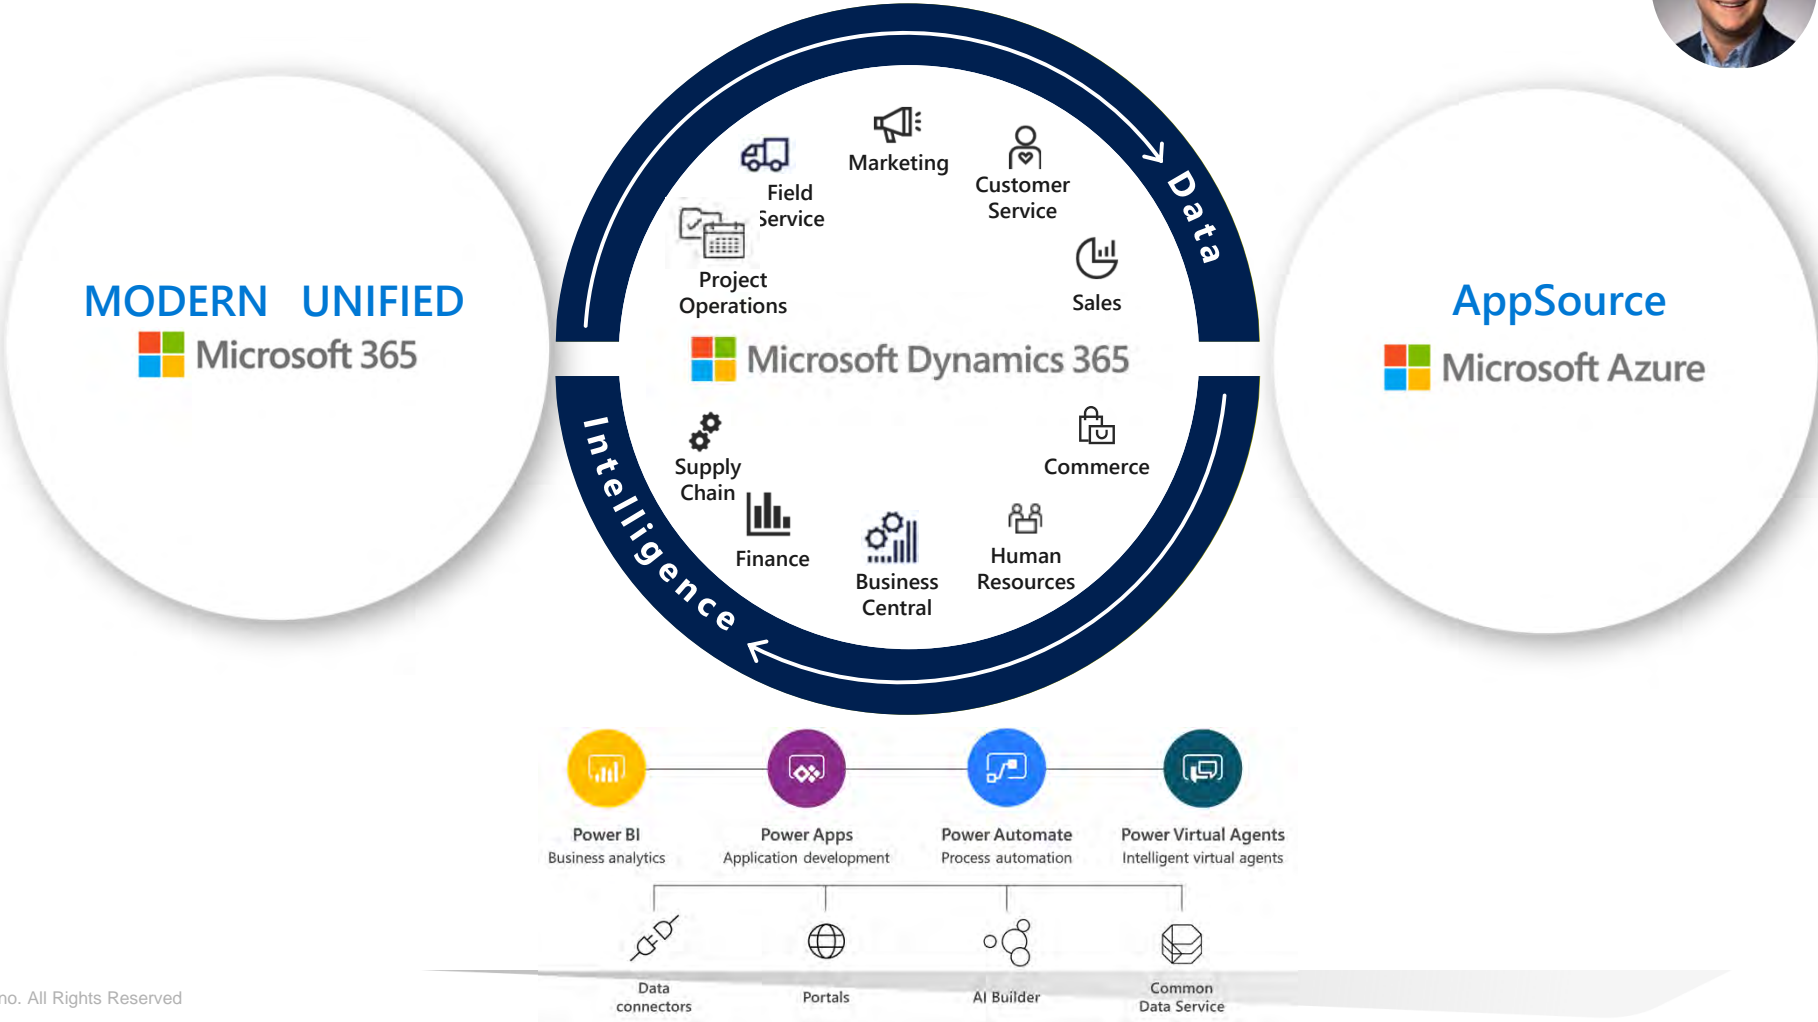 MODERN UNIFIED
Microsoft 365
Data
Marketing
Customer
Service
Field
Service
Project
Operations
Sales
Microsoft Dynamics 365
Supply
Chain
Commerce
Finance
Business
Central
Human
Resources
Intelligence
AppSource
Microsoft Azure
Power BI
Business analytics
Power Apps
Application development
Power Automate
Process automation
Power Virtual Agents
Intelligent virtual agents
Data
connectors
Portals
AI Builder
Common
Data Service
no. All Rights Reserved